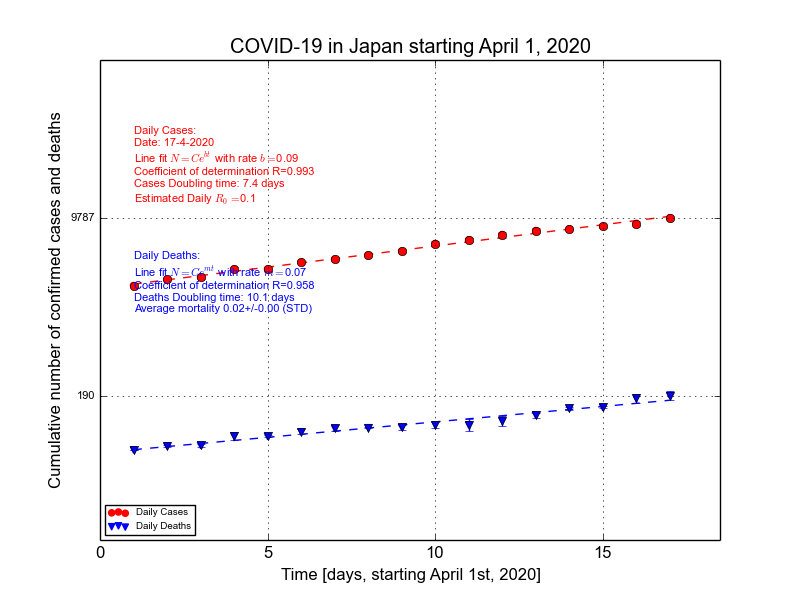 COVID-19 in Japan starting April 1, 2020
Daily Cases:
Date: 17-4-2020
Line fit N=Ce^{bt} with rate b=0.09
Coefficient of determination R=0.993
Cases Doubling time: 7.4 days
Estimated Daily R_0=0.1
9787
Daily Deaths:
Line fit N=Ce^{mt} with rate m=0.07
Coefficient of determination R=0.958
Deaths Doubling time: 10.1 days
Average mortality 0.02+/-0.00 (STD)
190
Cumulative number of confirmed cases and deaths
Daily Cases
Daily Deaths
0 5 10 15
Time [days, starting April 1st, 2020]